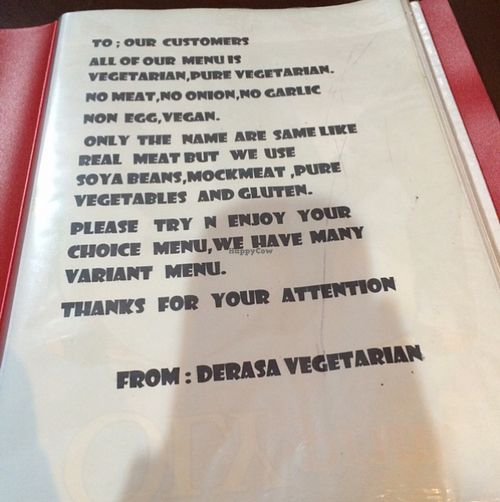 TO ; OUR CUSTOMERS
ALL OF OUR MENU IS
VEGETARIAN,PURE VEGETARIAN.
NO MEAT,NO ONION,NO GARLIC
NON EGG,VEGAN.
ONLY THE NAME ARE SAME LIKE
REAL MEAT BUT WE USE
SOYA BEANS,MOCKMEAT ,PURE
VEGETABLES AND GLUTEN.
PLEASE TRY N ENJOY YOUR
CHOICE MENU,WE HAVE MANY
HappyCow
VARIANT MENU.
THANKS FOR YOUR ATTENTION
FROM : DERASA VEGETARIAN